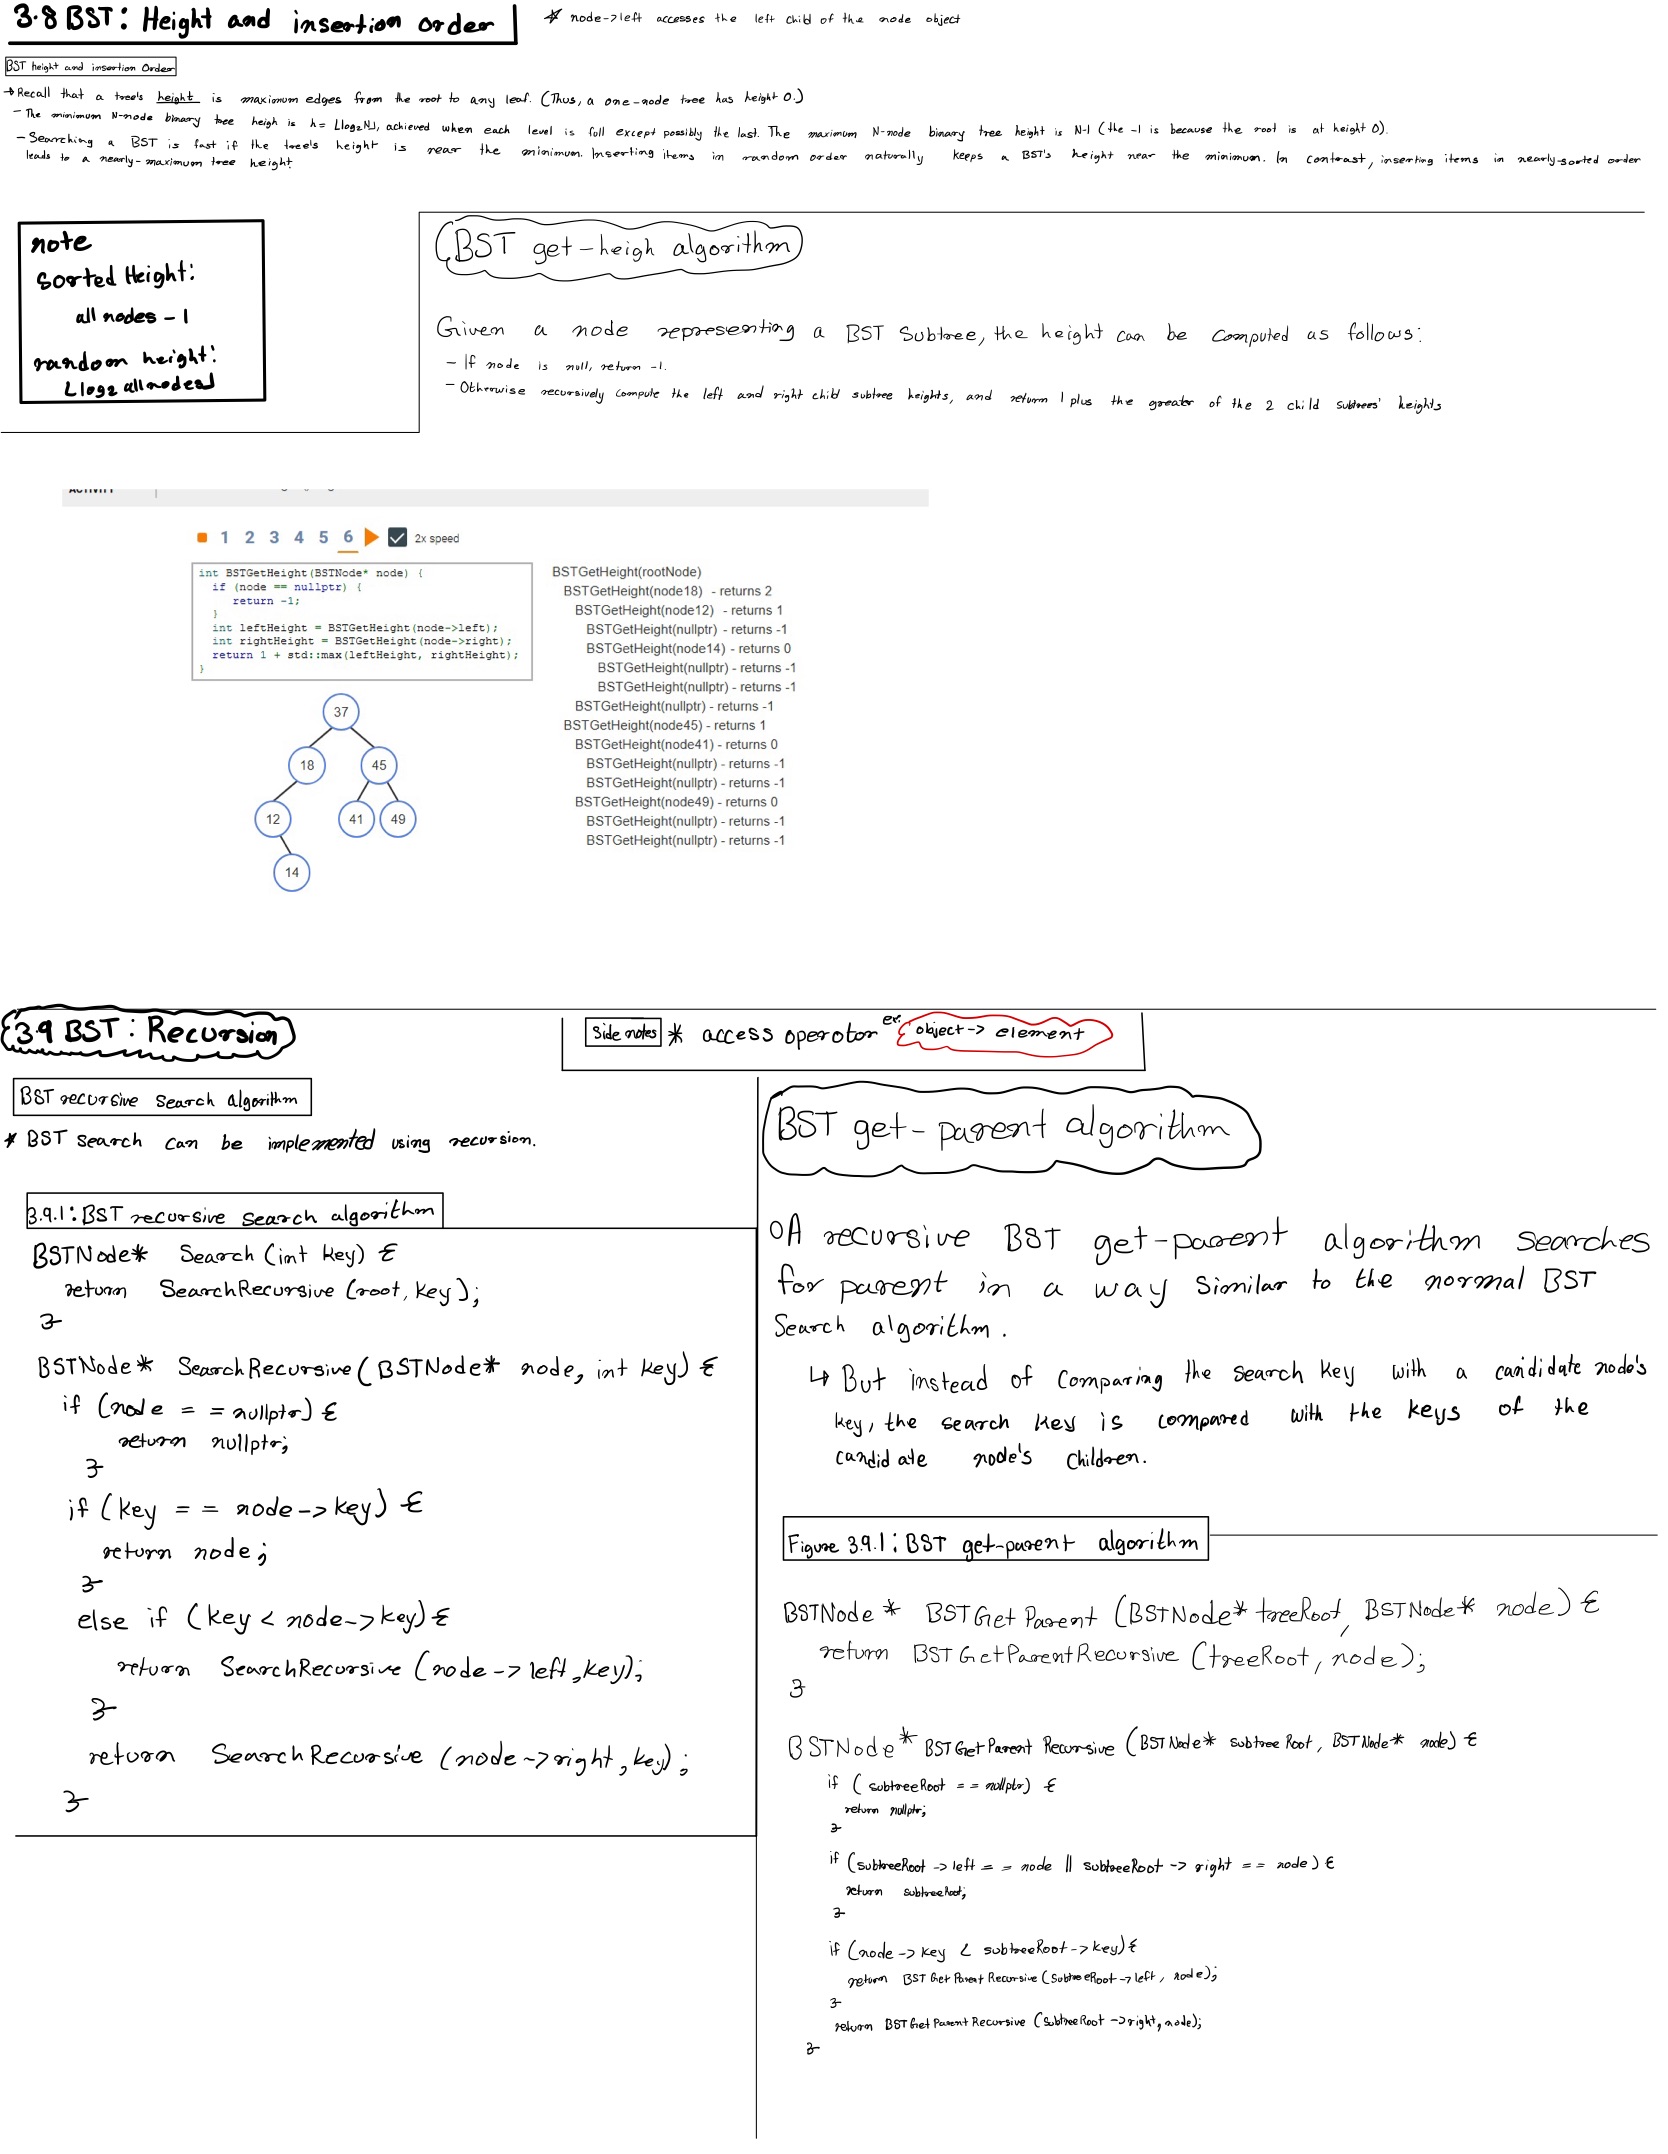 3.8 BST: Height and insertion order
* node->left accesses the left child of the node object
BST height and insertion Order
→ Recall that a tree's height is maximum edges from the root to any leaf. (Thus, a one-node tree has height 0.)
- The minimum N-node binary tree heigh is h= ⌊log₂N⌋, achieved when each level is full except possibly the last. The maximum N-node binary tree height is N-1 (the -1 is because the root is at height 0).
- Searching a BST is fast if the tree's height is near the minimum. Inserting items in random order naturally keeps a BST's height near the minimum. In contrast, inserting items in nearly-sorted order
leads to a nearly-maximum tree height
note
Sorted Height:
all nodes - 1
random height:
⌊log₂ all nodes⌋
BST get-heigh algorithm
Given a node representing a BST Subtree, the height can be computed as follows:
- If node is null, return -1.
- Otherwise recursively compute the left and right child subtree heights, and return 1 plus the greater of the 2 child subtrees' heights
ACTIVITY
1 2 3 4 5 6 2x speed
int BSTGetHeight(BSTNode* node) {
if (node == nullptr) {
return -1;
}
int leftHeight = BSTGetHeight(node->left);
int rightHeight = BSTGetHeight(node->right);
return 1 + std::max(leftHeight, rightHeight);
}
BSTGetHeight(rootNode)
BSTGetHeight(node18) - returns 2
BSTGetHeight(node12) - returns 1
BSTGetHeight(nullptr) - returns -1
BSTGetHeight(node14) - returns 0
BSTGetHeight(nullptr) - returns -1
BSTGetHeight(nullptr) - returns -1
BSTGetHeight(nullptr) - returns -1
BSTGetHeight(node45) - returns 1
BSTGetHeight(node41) - returns 0
BSTGetHeight(nullptr) - returns -1
BSTGetHeight(nullptr) - returns -1
BSTGetHeight(node49) - returns 0
BSTGetHeight(nullptr) - returns -1
BSTGetHeight(nullptr) - returns -1
37
18 45
12 41 49
14
3.9 BST: Recursion
Side notes * access operotor ex: object-> element
BST recursive search algorithm
* BST search can be implemented using recursion.
3.9.1: BST recursive search algorithm
BSTNode* Search (int key) {
return SearchRecursive (root, key);
}
BSTNode* SearchRecursive (BSTNode* node, int key) {
if (node == nullptr) {
return nullptr;
}
if (key == node->key) {
return node;
}
else if (key < node->key) {
return SearchRecursive (node->left, key);
}
return SearchRecursive (node->right, key);
}
BST get-parent algorithm
A recursive BST get-parent algorithm searches
for parent in a way similar to the normal BST
Search algorithm.
↳ But instead of comparing the search key with a candidate node's
key, the search key is compared with the keys of the
candidate node's children.
Figure 3.9.1: BST get-parent algorithm
BSTNode* BSTGetParent (BSTNode* treeRoot, BSTNode* node) {
return BSTGetParentRecursive (treeRoot, node);
}
BSTNode* BSTGetParentRecursive (BSTNode* subtreeRoot, BSTNode* node) {
if (subtreeRoot == nullptr) {
return nullptr;
}
if (subtreeRoot->left == node || subtreeRoot->right == node) {
return subtreeRoot;
}
if (node->key < subtreeRoot->key) {
return BSTGetParentRecursive (SubtreeRoot->left, node);
}
return BSTGetParentRecursive (SubtreeRoot->right, node);
}